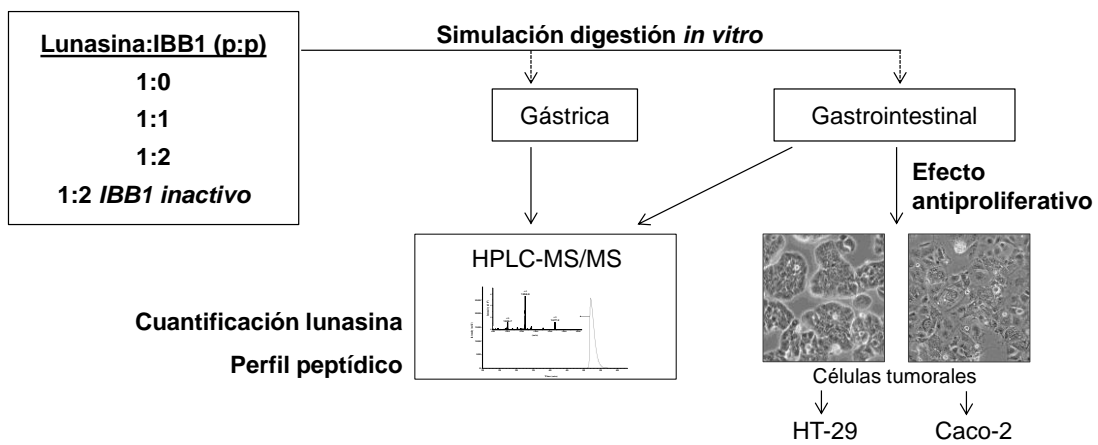 Lunasina:IBB1 (p:p)
1:0
1:1
1:2
1:2 IBB1 inactivo
Simulación digestión in vitro
Gástrica
Gastrointestinal
Efecto
antiproliferativo
HPLC-MS/MS
Cuantificación lunasina
Perfil peptídico
Células tumorales
HT-29
Caco-2